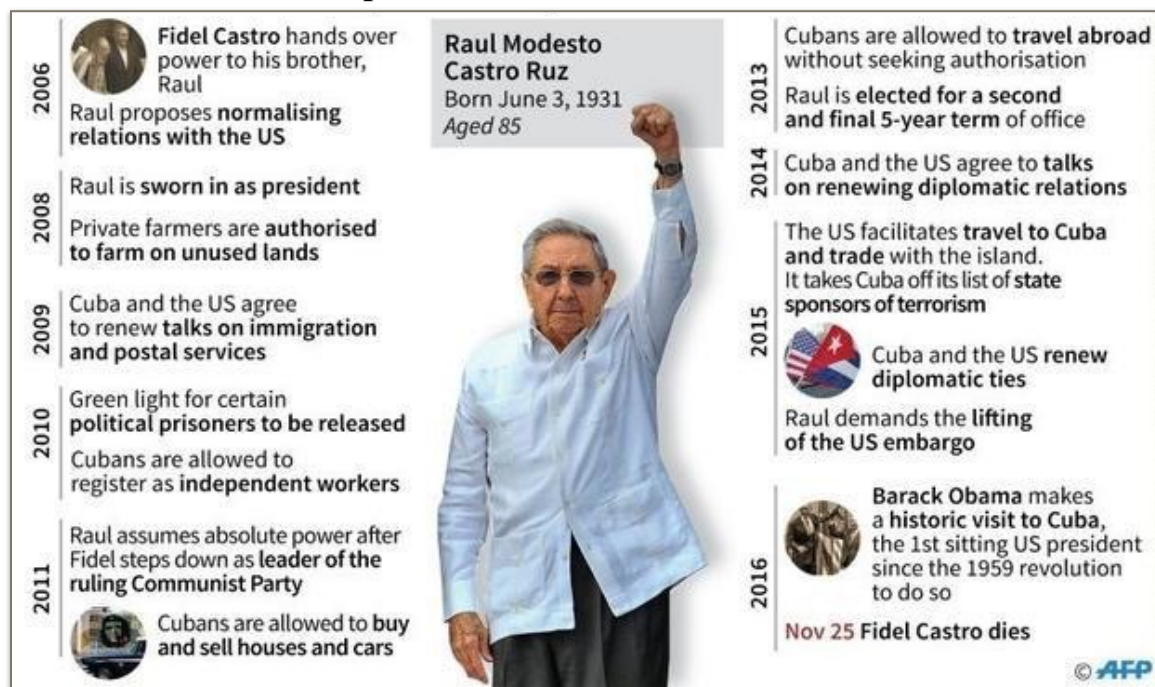 2006
Fidel Castro hands over
power to his brother,
Raul
Raul proposes normalising
relations with the US
2008
Raul is sworn in as president
Private farmers are authorised
to farm on unused lands
2009
Cuba and the US agree
to renew talks on immigration
and postal services
2010
Green light for certain
political prisoners to be released
Cubans are allowed to
register as independent workers
2011
Raul assumes absolute power after
Fidel steps down as leader of the
ruling Communist Party
Cubans are allowed to buy
and sell houses and cars
Raul Modesto
Castro Ruz
Born June 3, 1931
Aged 85
2013
Cubans are allowed to travel abroad
without seeking authorisation
Raul is elected for a second
and final 5-year term of office
2014
Cuba and the US agree to talks
on renewing diplomatic relations
2015
The US facilitates travel to Cuba
and trade with the island.
It takes Cuba off its list of state
sponsors of terrorism
Cuba and the US renew
diplomatic ties
Raul demands the lifting
of the US embargo
2016
Barack Obama makes
a historic visit to Cuba,
the 1st sitting US president
since the 1959 revolution
to do so
Nov 25 Fidel Castro dies
© AFP